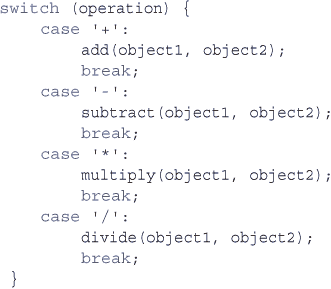 switch (operation) {
    case '+':
        add(object1, object2);
        break;
    case '-':
        subtract(object1, object2);
        break;
    case '*':
        multiply(object1, object2);
        break;
    case '/':
        divide(object1, object2);
        break;
 }